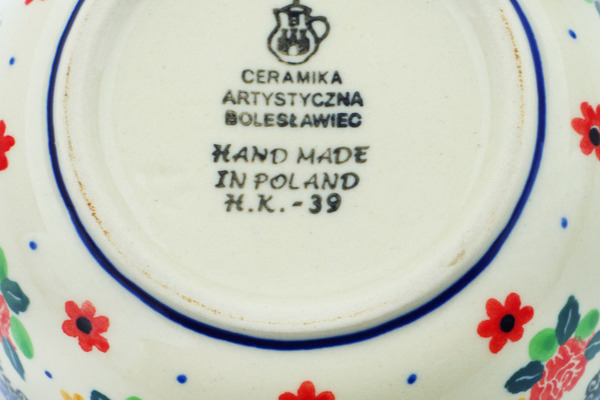 CERAMIKA
ARTYSTYCZNA
BOLESŁAWIEC
HAND MADE
IN POLAND
H.K.-39